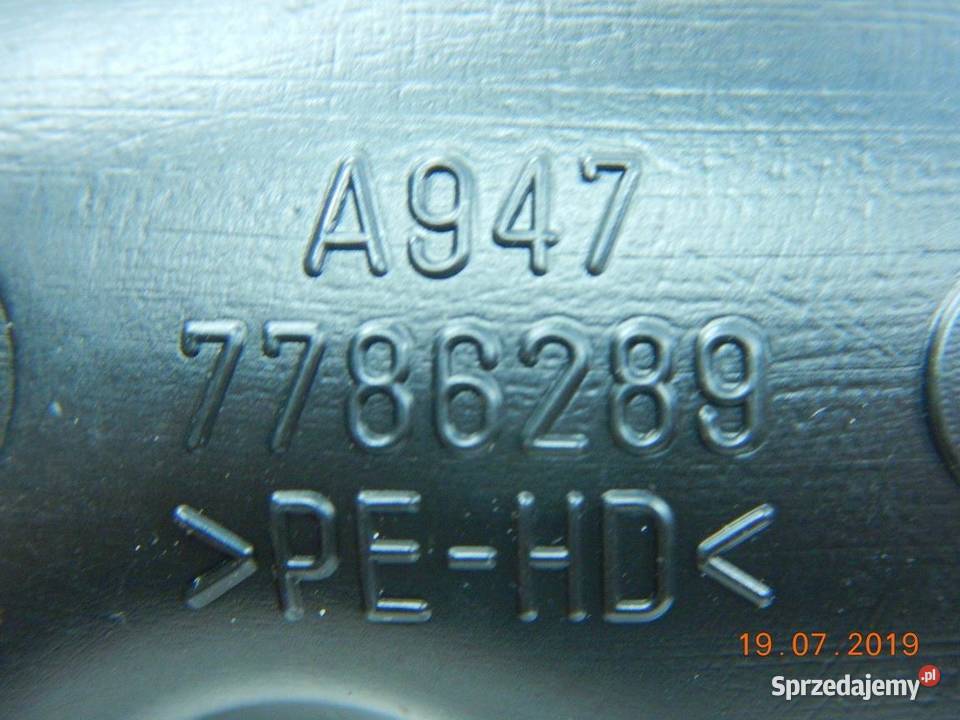 A947
7786289
>PE-HD<
19.07.2019
Sprzedajemy.pl